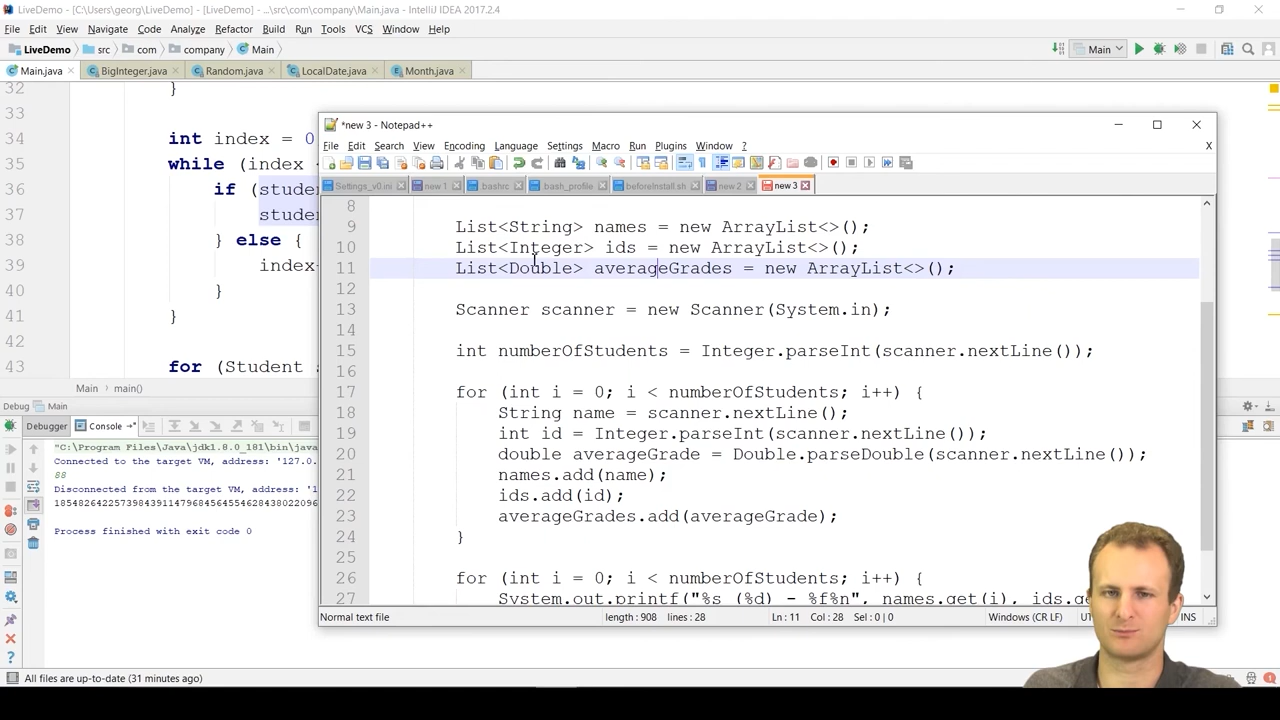 LiveDemo - [C:\Users\georg\LiveDemo] - [LiveDemo] - ...\src\com\company\Main.java - IntelliJ IDEA 2017.2.4
File Edit View Navigate Code Analyze Refactor Build Run Tools VCS Window Help
LiveDemo src com company Main
Main
Main.java BigInteger.java Random.java LocalDate.java Month.java
32 }
33
34 int index = 0
35 while (index <
36 if (stude
37 stude
38 } else {
39 index
40 }
41 }
42
43 for (Student s
Main main()
Debug Main
Debugger Console
"C:\Program Files\Java\jdk1.8.0_181\bin\java
Connected to the target VM, address: '127.0.
88
Disconnected from the target VM, address: '1
Process finished with exit code 0
All files are up-to-date (31 minutes ago)
*new 3 - Notepad++
File Edit Search View Encoding Language Settings Macro Run Plugins Window ? X
Settings_v0.ini new 1 bashrc bash_profile beforeInstall.sh new 2 new 3
8
9 List<String> names = new ArrayList<>();
10 List<Integer> ids = new ArrayList<>();
11 List<Double> averageGrades = new ArrayList<>();
12
13 Scanner scanner = new Scanner(System.in);
14
15 int numberOfStudents = Integer.parseInt(scanner.nextLine());
16
17 for (int i = 0; i < numberOfStudents; i++) {
18 String name = scanner.nextLine();
19 int id = Integer.parseInt(scanner.nextLine());
20 double averageGrade = Double.parseDouble(scanner.nextLine());
21 names.add(name);
22 ids.add(id);
23 averageGrades.add(averageGrade);
24 }
25
26 for (int i = 0; i < numberOfStudents; i++) {
27 System.out.printf("%s (%d) - %f%n", names.get(i), ids.ge
Normal text file length : 908 lines : 28 Ln : 11 Col : 28 Sel : 0 | 0 Windows (CR LF) UT INS